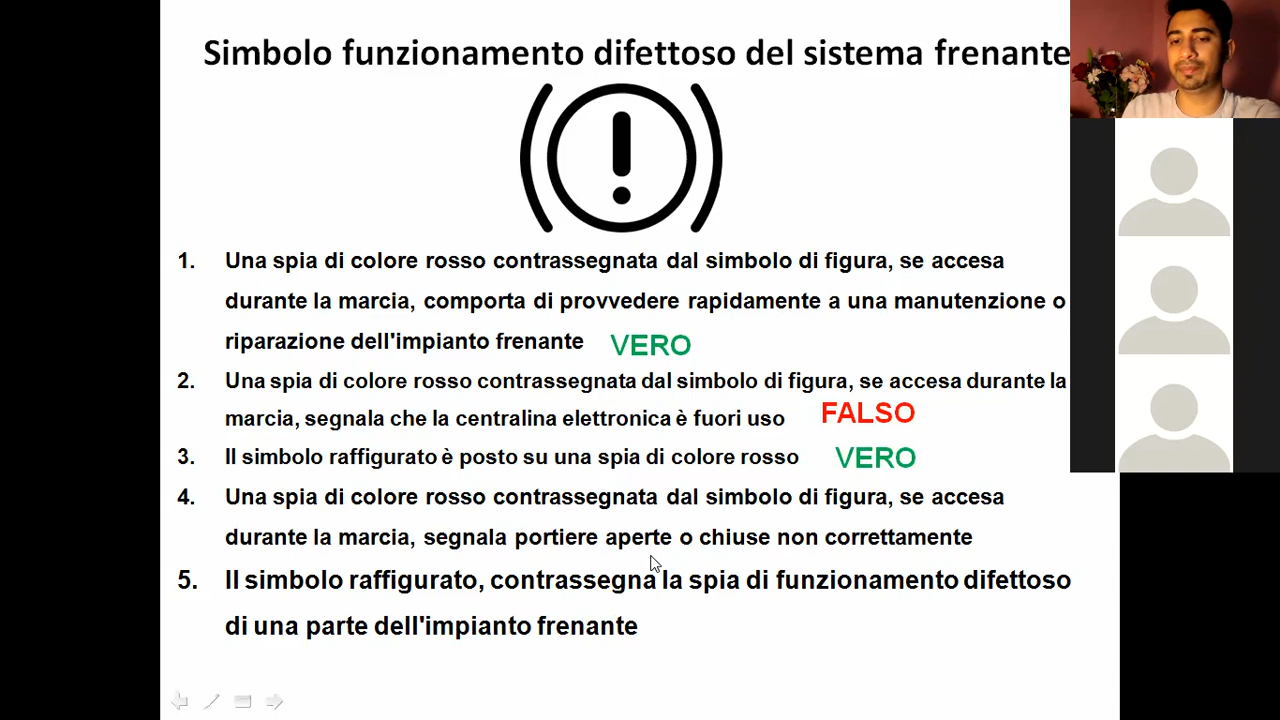 Simbolo funzionamento difettoso del sistema frenante
!
1. Una spia di colore rosso contrassegnata dal simbolo di figura, se accesa
durante la marcia, comporta di provvedere rapidamente a una manutenzione o
riparazione dell'impianto frenante VERO
2. Una spia di colore rosso contrassegnata dal simbolo di figura, se accesa durante la
marcia, segnala che la centralina elettronica è fuori uso FALSO
3. Il simbolo raffigurato è posto su una spia di colore rosso VERO
4. Una spia di colore rosso contrassegnata dal simbolo di figura, se accesa
durante la marcia, segnala portiere aperte o chiuse non correttamente
5. Il simbolo raffigurato, contrassegna la spia di funzionamento difettoso
di una parte dell'impianto frenante